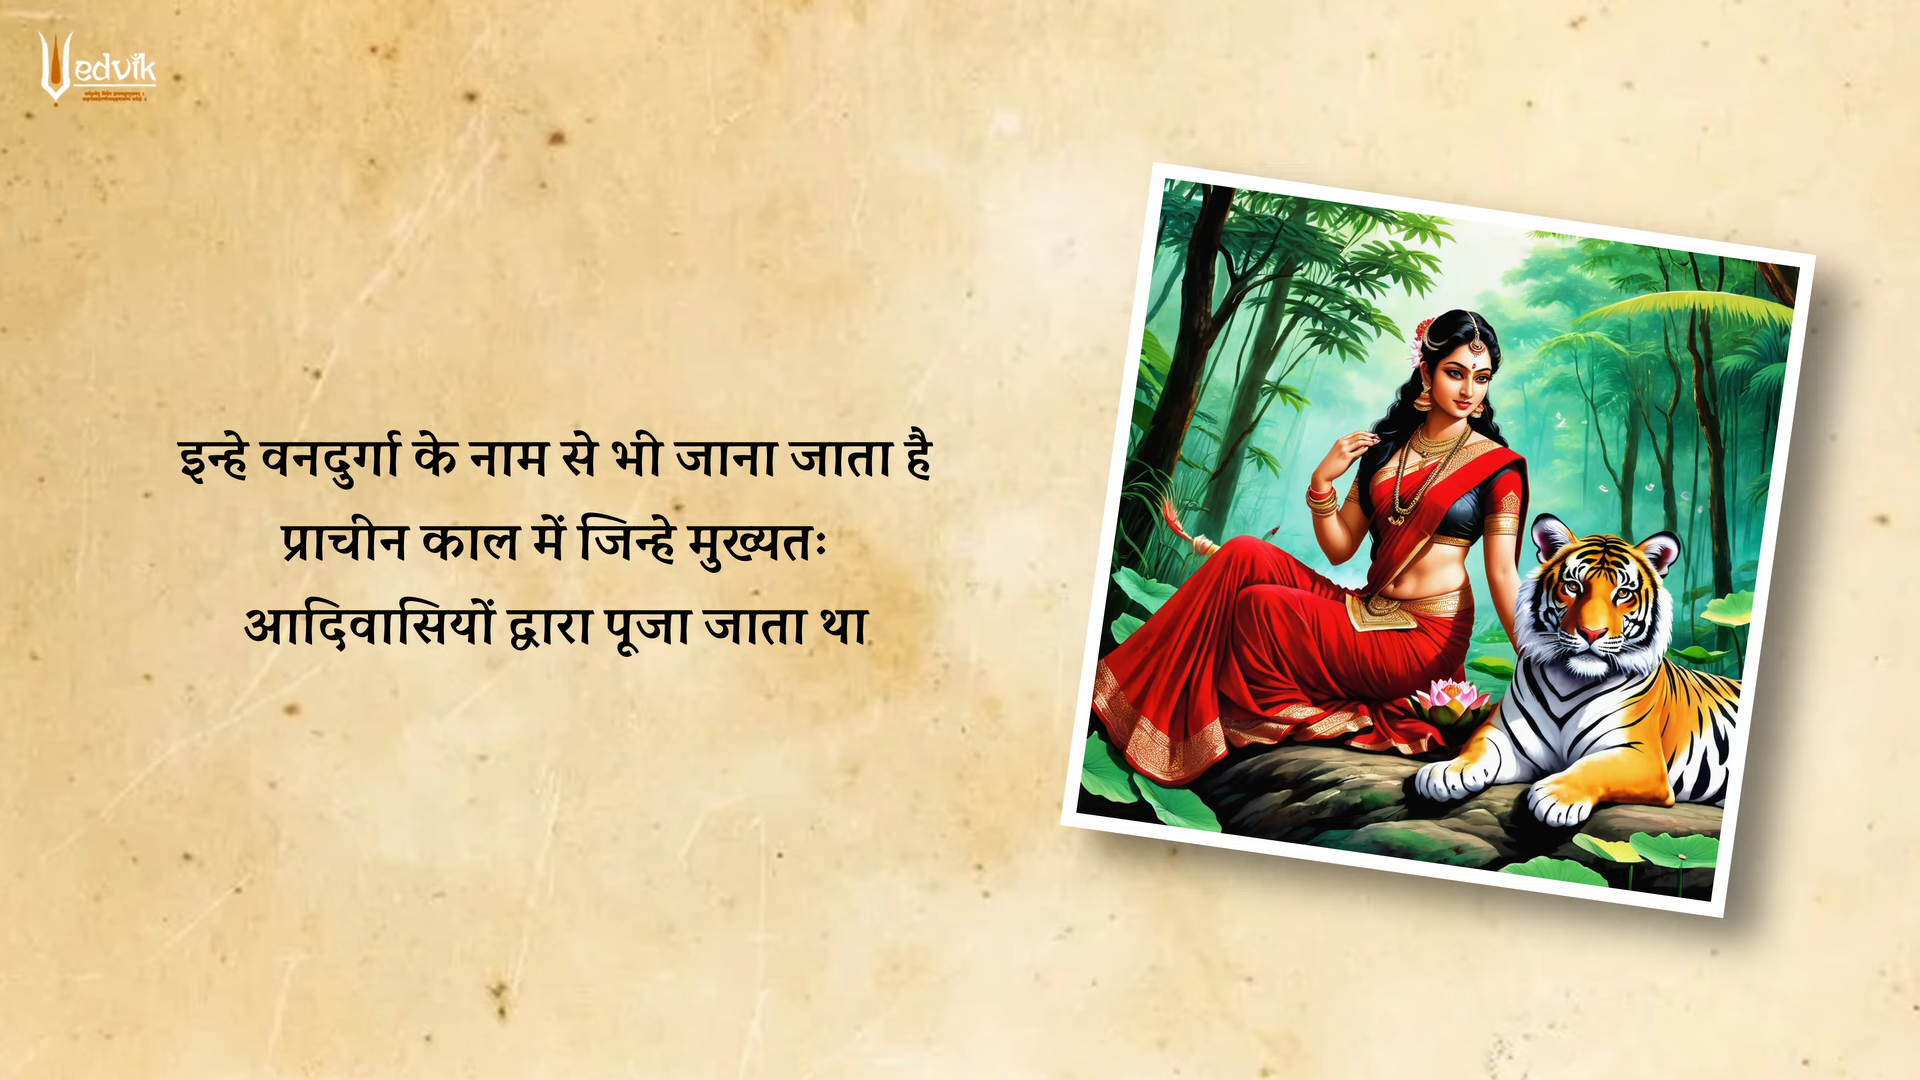 Vedvik
इन्हे वनदुर्गा के नाम से भी जाना जाता है
प्राचीन काल में जिन्हे मुख्यतः
आदिवासियों द्वारा पूजा जाता था